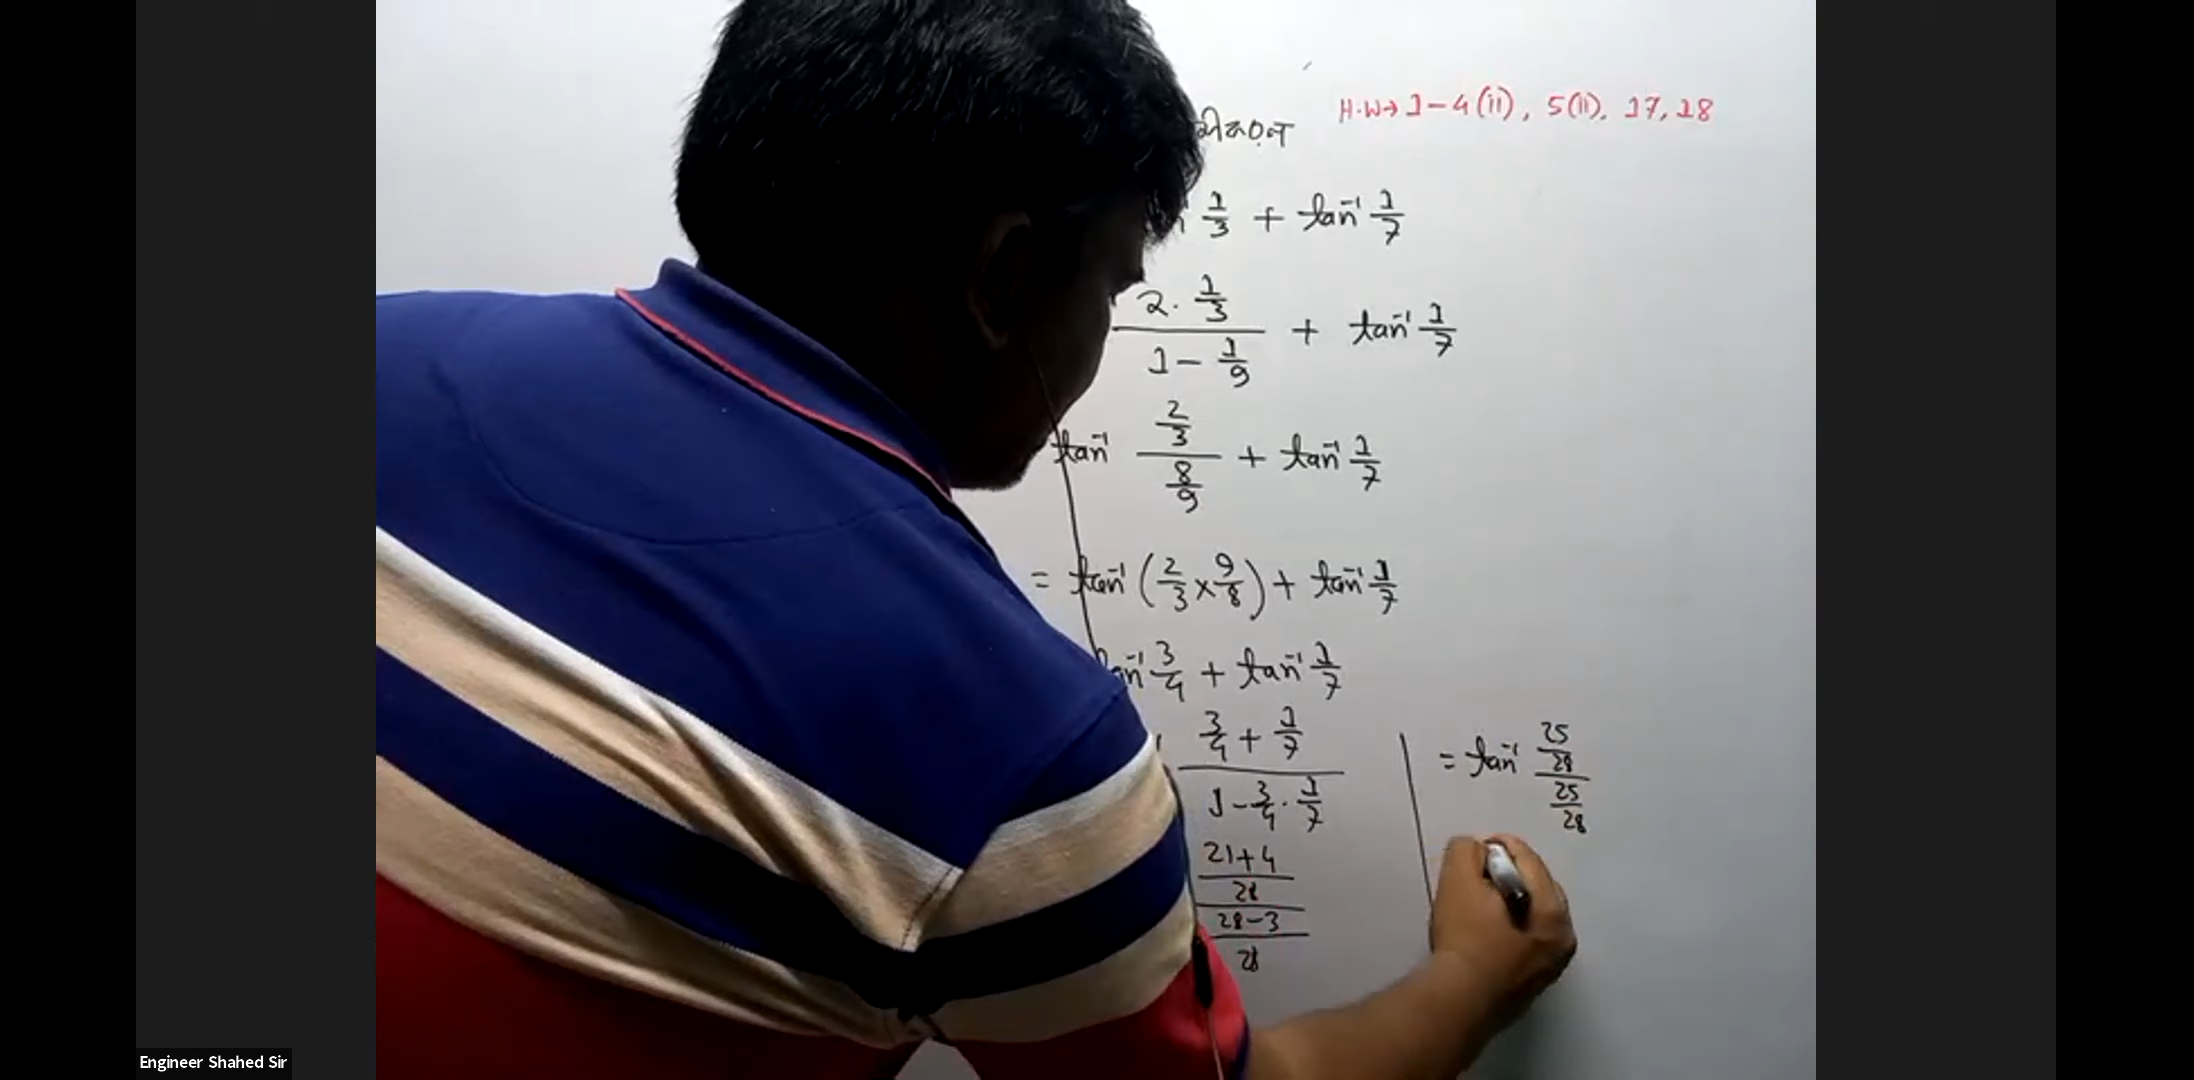 H.W→ 1-4(ii), 5(ii), 17, 18
1/3 + tan⁻¹ 1/7
(2 · 1/3)/(1 - 1/9) + tan⁻¹ 1/7
tan⁻¹ (2/3)/(8/9) + tan⁻¹ 1/7
= tan⁻¹ (2/3 × 9/8) + tan⁻¹ 1/7
tan⁻¹ 3/4 + tan⁻¹ 1/7
(3/4 + 1/7)/(1 - 3/4 · 1/7)
((21+4)/28)/((28-3)/28)
= tan⁻¹ (25/28)/(25/28)
Engineer Shahed Sir